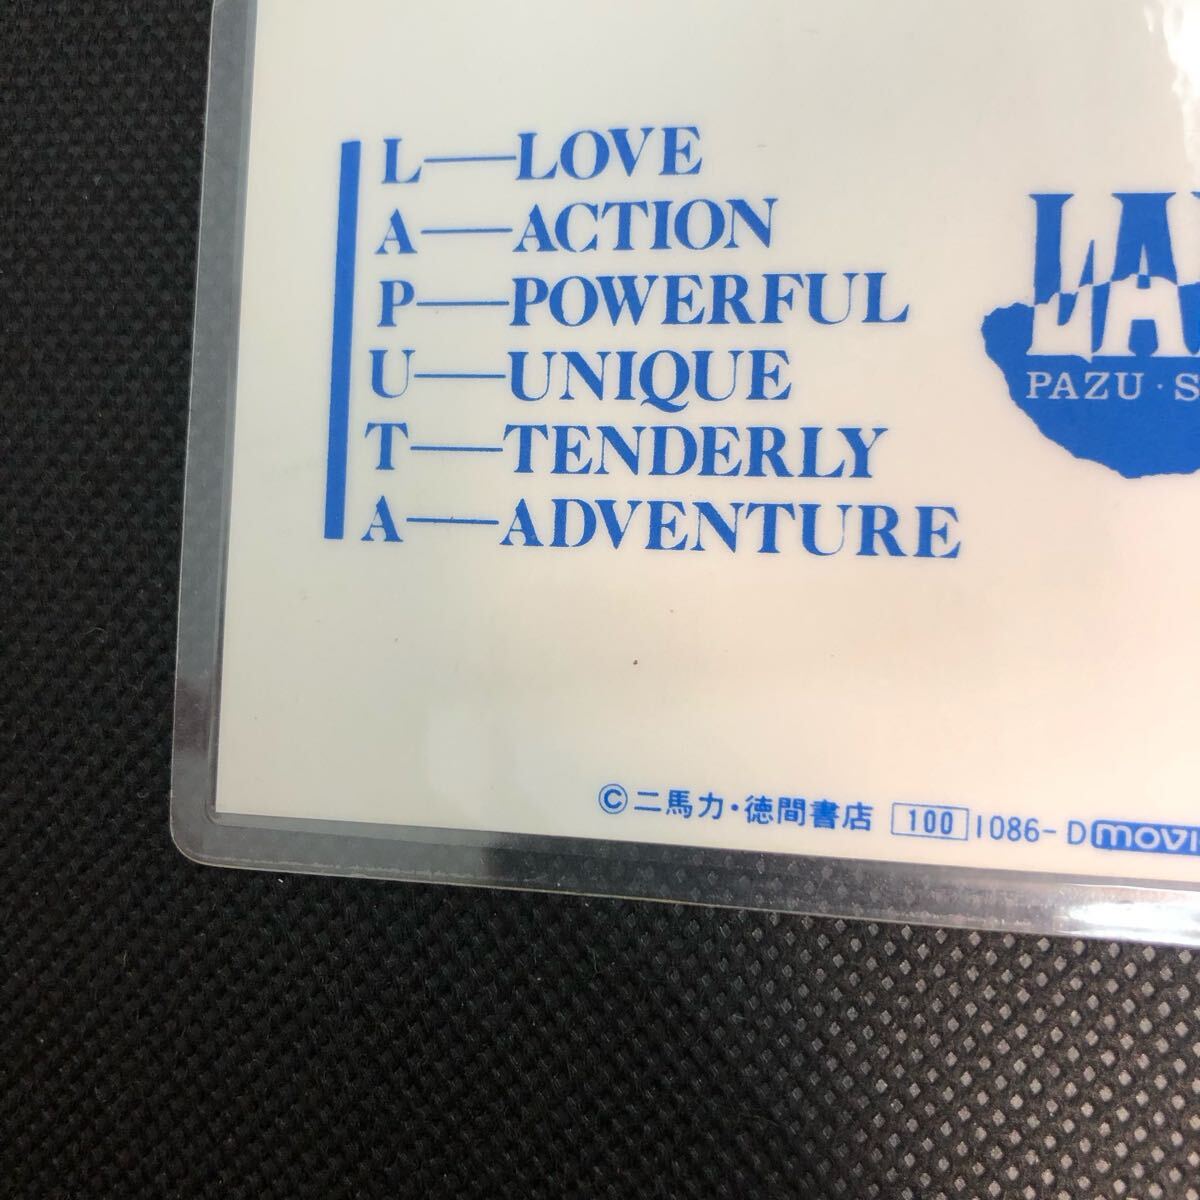 L—LOVE
A—ACTION
P—POWERFUL
U—UNIQUE
T—TENDERLY
A—ADVENTURE
PAZU・S
©二馬力・徳間書店 100 1086-D